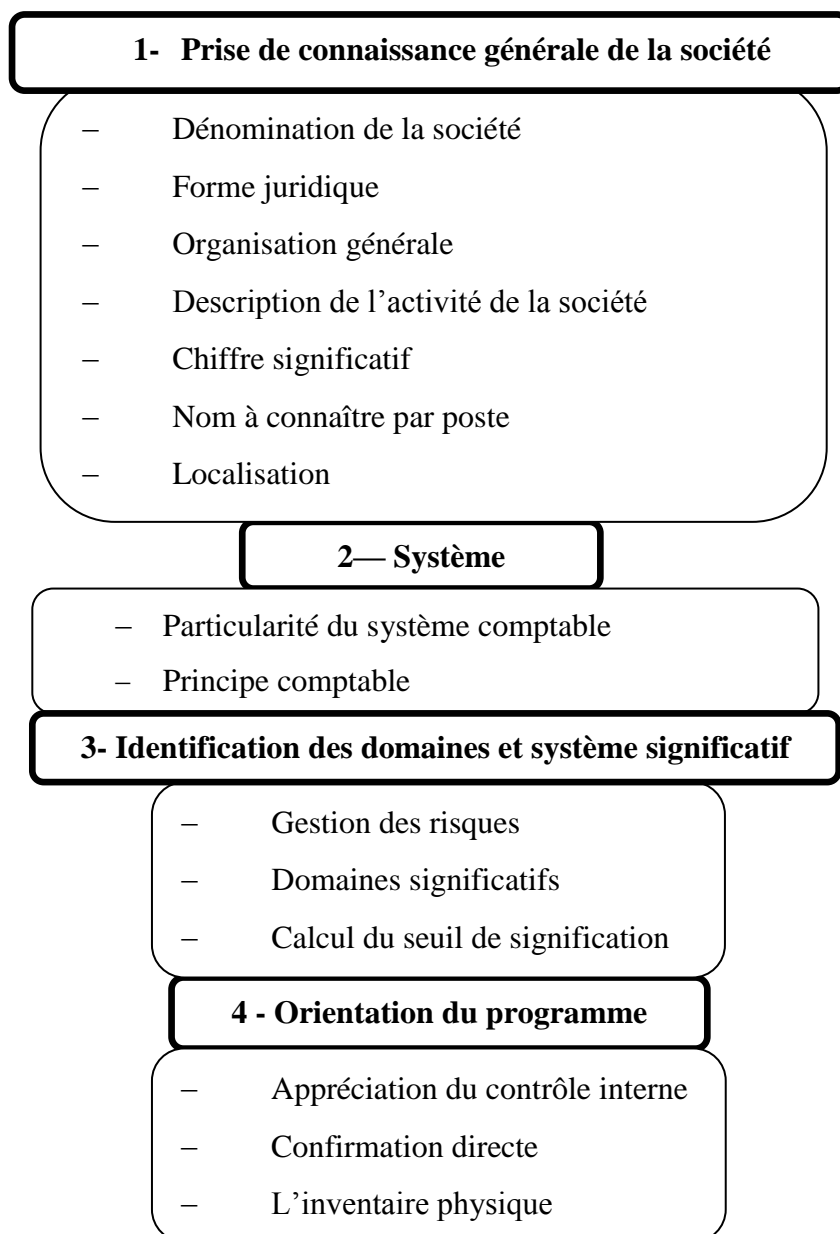 1- Prise de connaissance générale de la société
– Dénomination de la société
– Forme juridique
– Organisation générale
– Description de l’activité de la société
– Chiffre significatif
– Nom à connaître par poste
– Localisation
2— Système
– Particularité du système comptable
– Principe comptable
3- Identification des domaines et système significatif
– Gestion des risques
– Domaines significatifs
– Calcul du seuil de signification
4 - Orientation du programme
– Appréciation du contrôle interne
– Confirmation directe
– L’inventaire physique